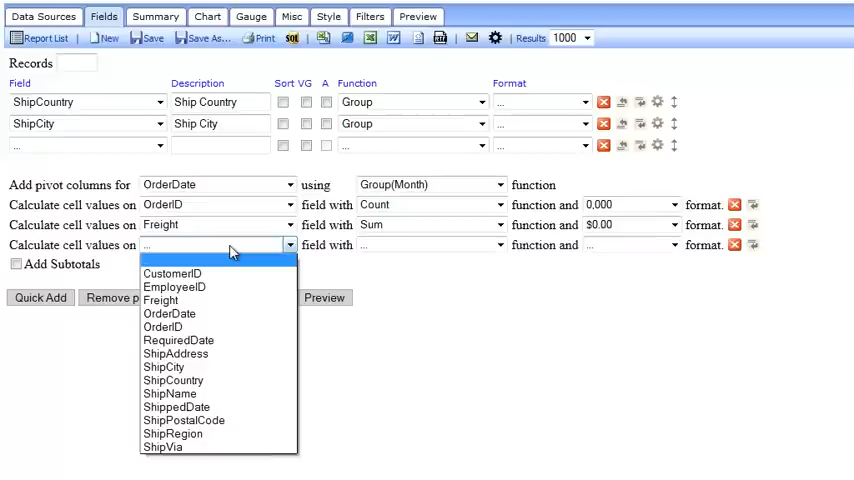 Data Sources Fields Summary Chart Gauge Misc Style Filters Preview
Report List New Save Save As... Print SQL Results 1000
Records
Field Description Sort VG A Function Format
ShipCountry Ship Country Group ...
ShipCity Ship City Group ...
... ... ...
Add pivot columns for OrderDate using Group(Month) function
Calculate cell values on OrderID field with Count function and 0,000 format.
Calculate cell values on Freight field with Sum function and $0.00 format.
Calculate cell values on ... field with ... function and ... format.
Add Subtotals
Quick Add Remove p Preview
CustomerID
EmployeeID
Freight
OrderDate
OrderID
RequiredDate
ShipAddress
ShipCity
ShipCountry
ShipName
ShippedDate
ShipPostalCode
ShipRegion
ShipVia